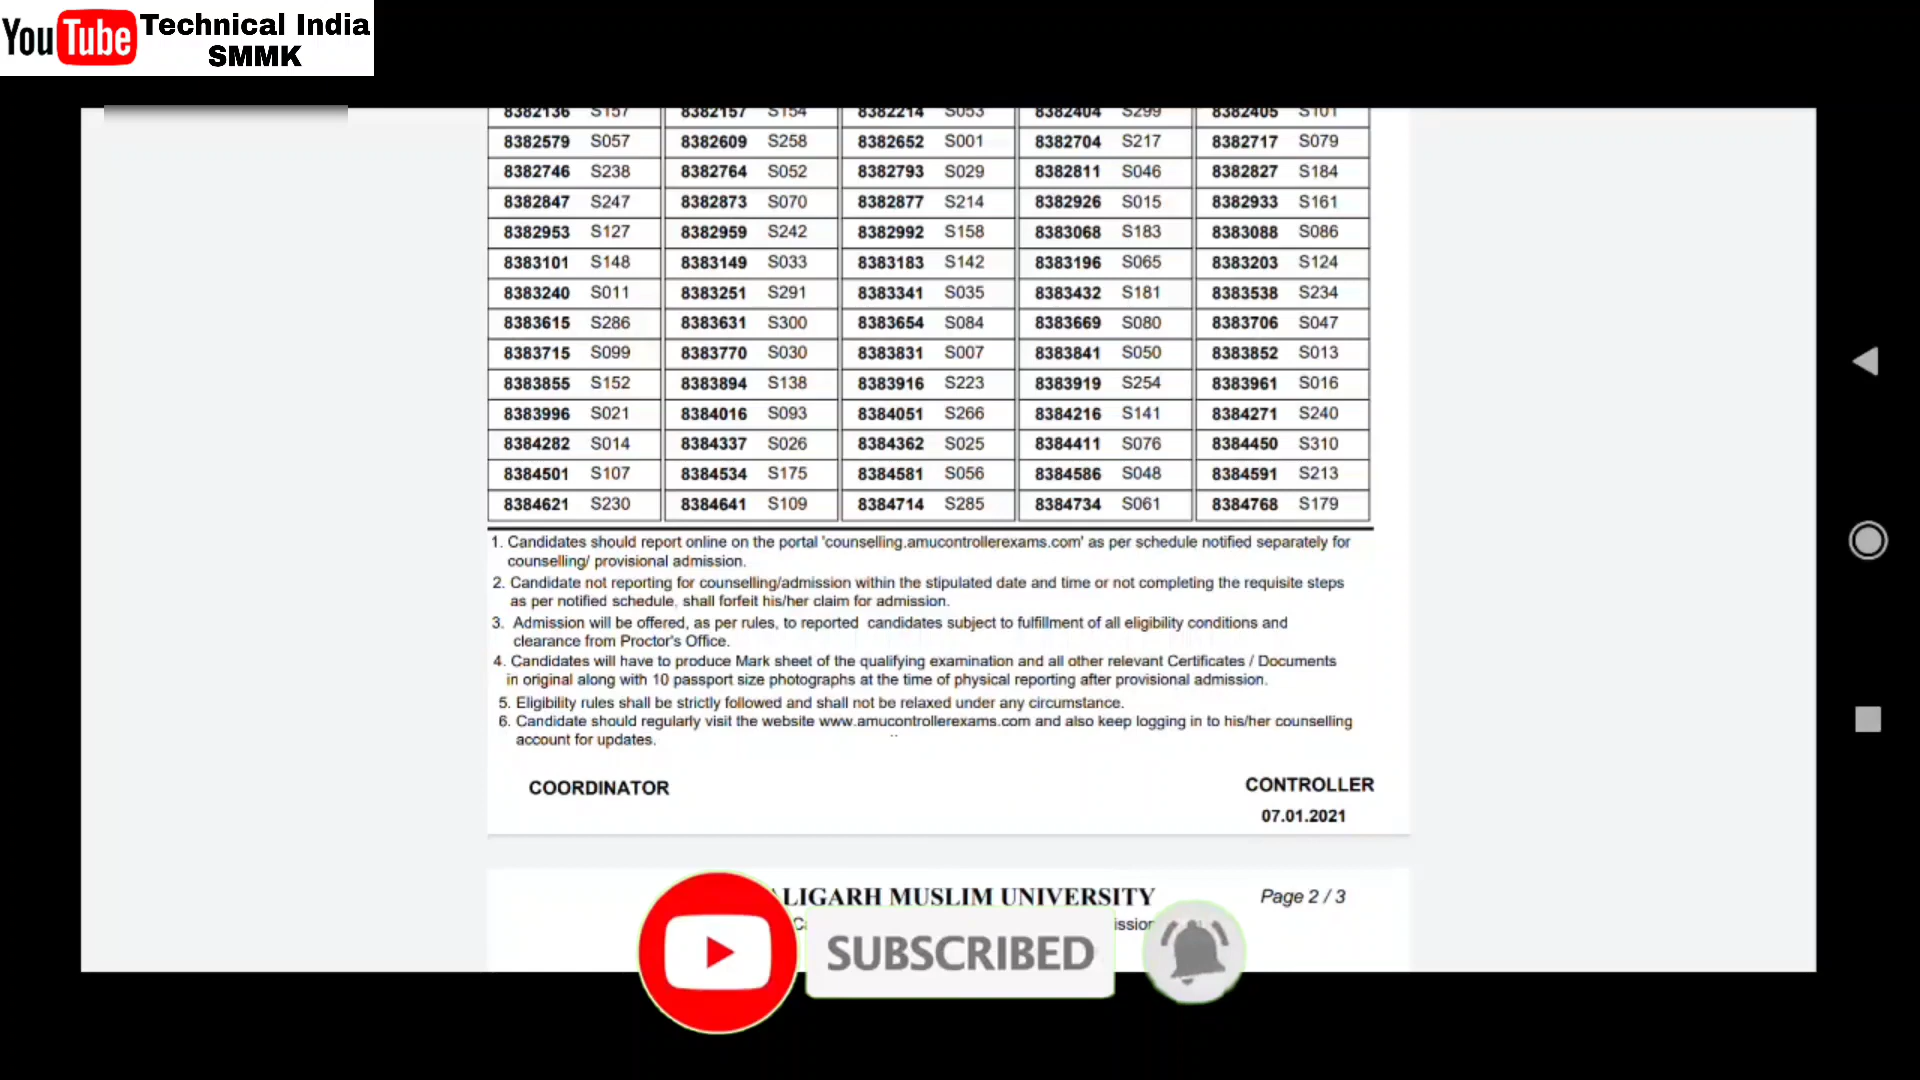 YouTube Technical India
SMMK
8382136 S157 8382157 S154 8382214 S053 8382404 S299 8382405 S101
8382579 S057 8382609 S258 8382652 S001 8382704 S217 8382717 S079
8382746 S238 8382764 S052 8382793 S029 8382811 S046 8382827 S184
8382847 S247 8382873 S070 8382877 S214 8382926 S015 8382933 S161
8382953 S127 8382959 S242 8382992 S158 8383068 S183 8383088 S086
8383101 S148 8383149 S033 8383183 S142 8383196 S065 8383203 S124
8383240 S011 8383251 S291 8383341 S035 8383432 S181 8383538 S234
8383615 S286 8383631 S300 8383654 S084 8383669 S080 8383706 S047
8383715 S099 8383770 S030 8383831 S007 8383841 S050 8383852 S013
8383855 S152 8383894 S138 8383916 S223 8383919 S254 8383961 S016
8383996 S021 8384016 S093 8384051 S266 8384216 S141 8384271 S240
8384282 S014 8384337 S026 8384362 S025 8384411 S076 8384450 S310
8384501 S107 8384534 S175 8384581 S056 8384586 S048 8384591 S213
8384621 S230 8384641 S109 8384714 S285 8384734 S061 8384768 S179
1. Candidates should report online on the portal 'counselling.amucontrollerexams.com' as per schedule notified separately for
counselling/ provisional admission.
2. Candidate not reporting for counselling/admission within the stipulated date and time or not completing the requisite steps
as per notified schedule, shall forfeit his/her claim for admission.
3. Admission will be offered, as per rules, to reported candidates subject to fulfillment of all eligibility conditions and
clearance from Proctor's Office.
4. Candidates will have to produce Mark sheet of the qualifying examination and all other relevant Certificates / Documents
in original along with 10 passport size photographs at the time of physical reporting after provisional admission.
5. Eligibility rules shall be strictly followed and shall not be relaxed under any circumstance.
6. Candidate should regularly visit the website www.amucontrollerexams.com and also keep logging in to his/her counselling
account for updates.
COORDINATOR CONTROLLER
07.01.2021
LIGARH MUSLIM UNIVERSITY Page 2 / 3
SUBSCRIBED